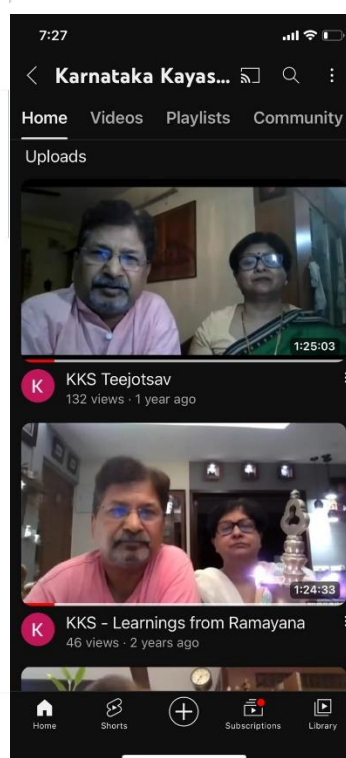 7:27
Karnataka Kayas...
Home Videos Playlists Community
Uploads
1:25:03
K
KKS Teejotsav
132 views · 1 year ago
1:24:33
K
KKS - Learnings from Ramayana
46 views · 2 years ago
Home Shorts Subscriptions Library